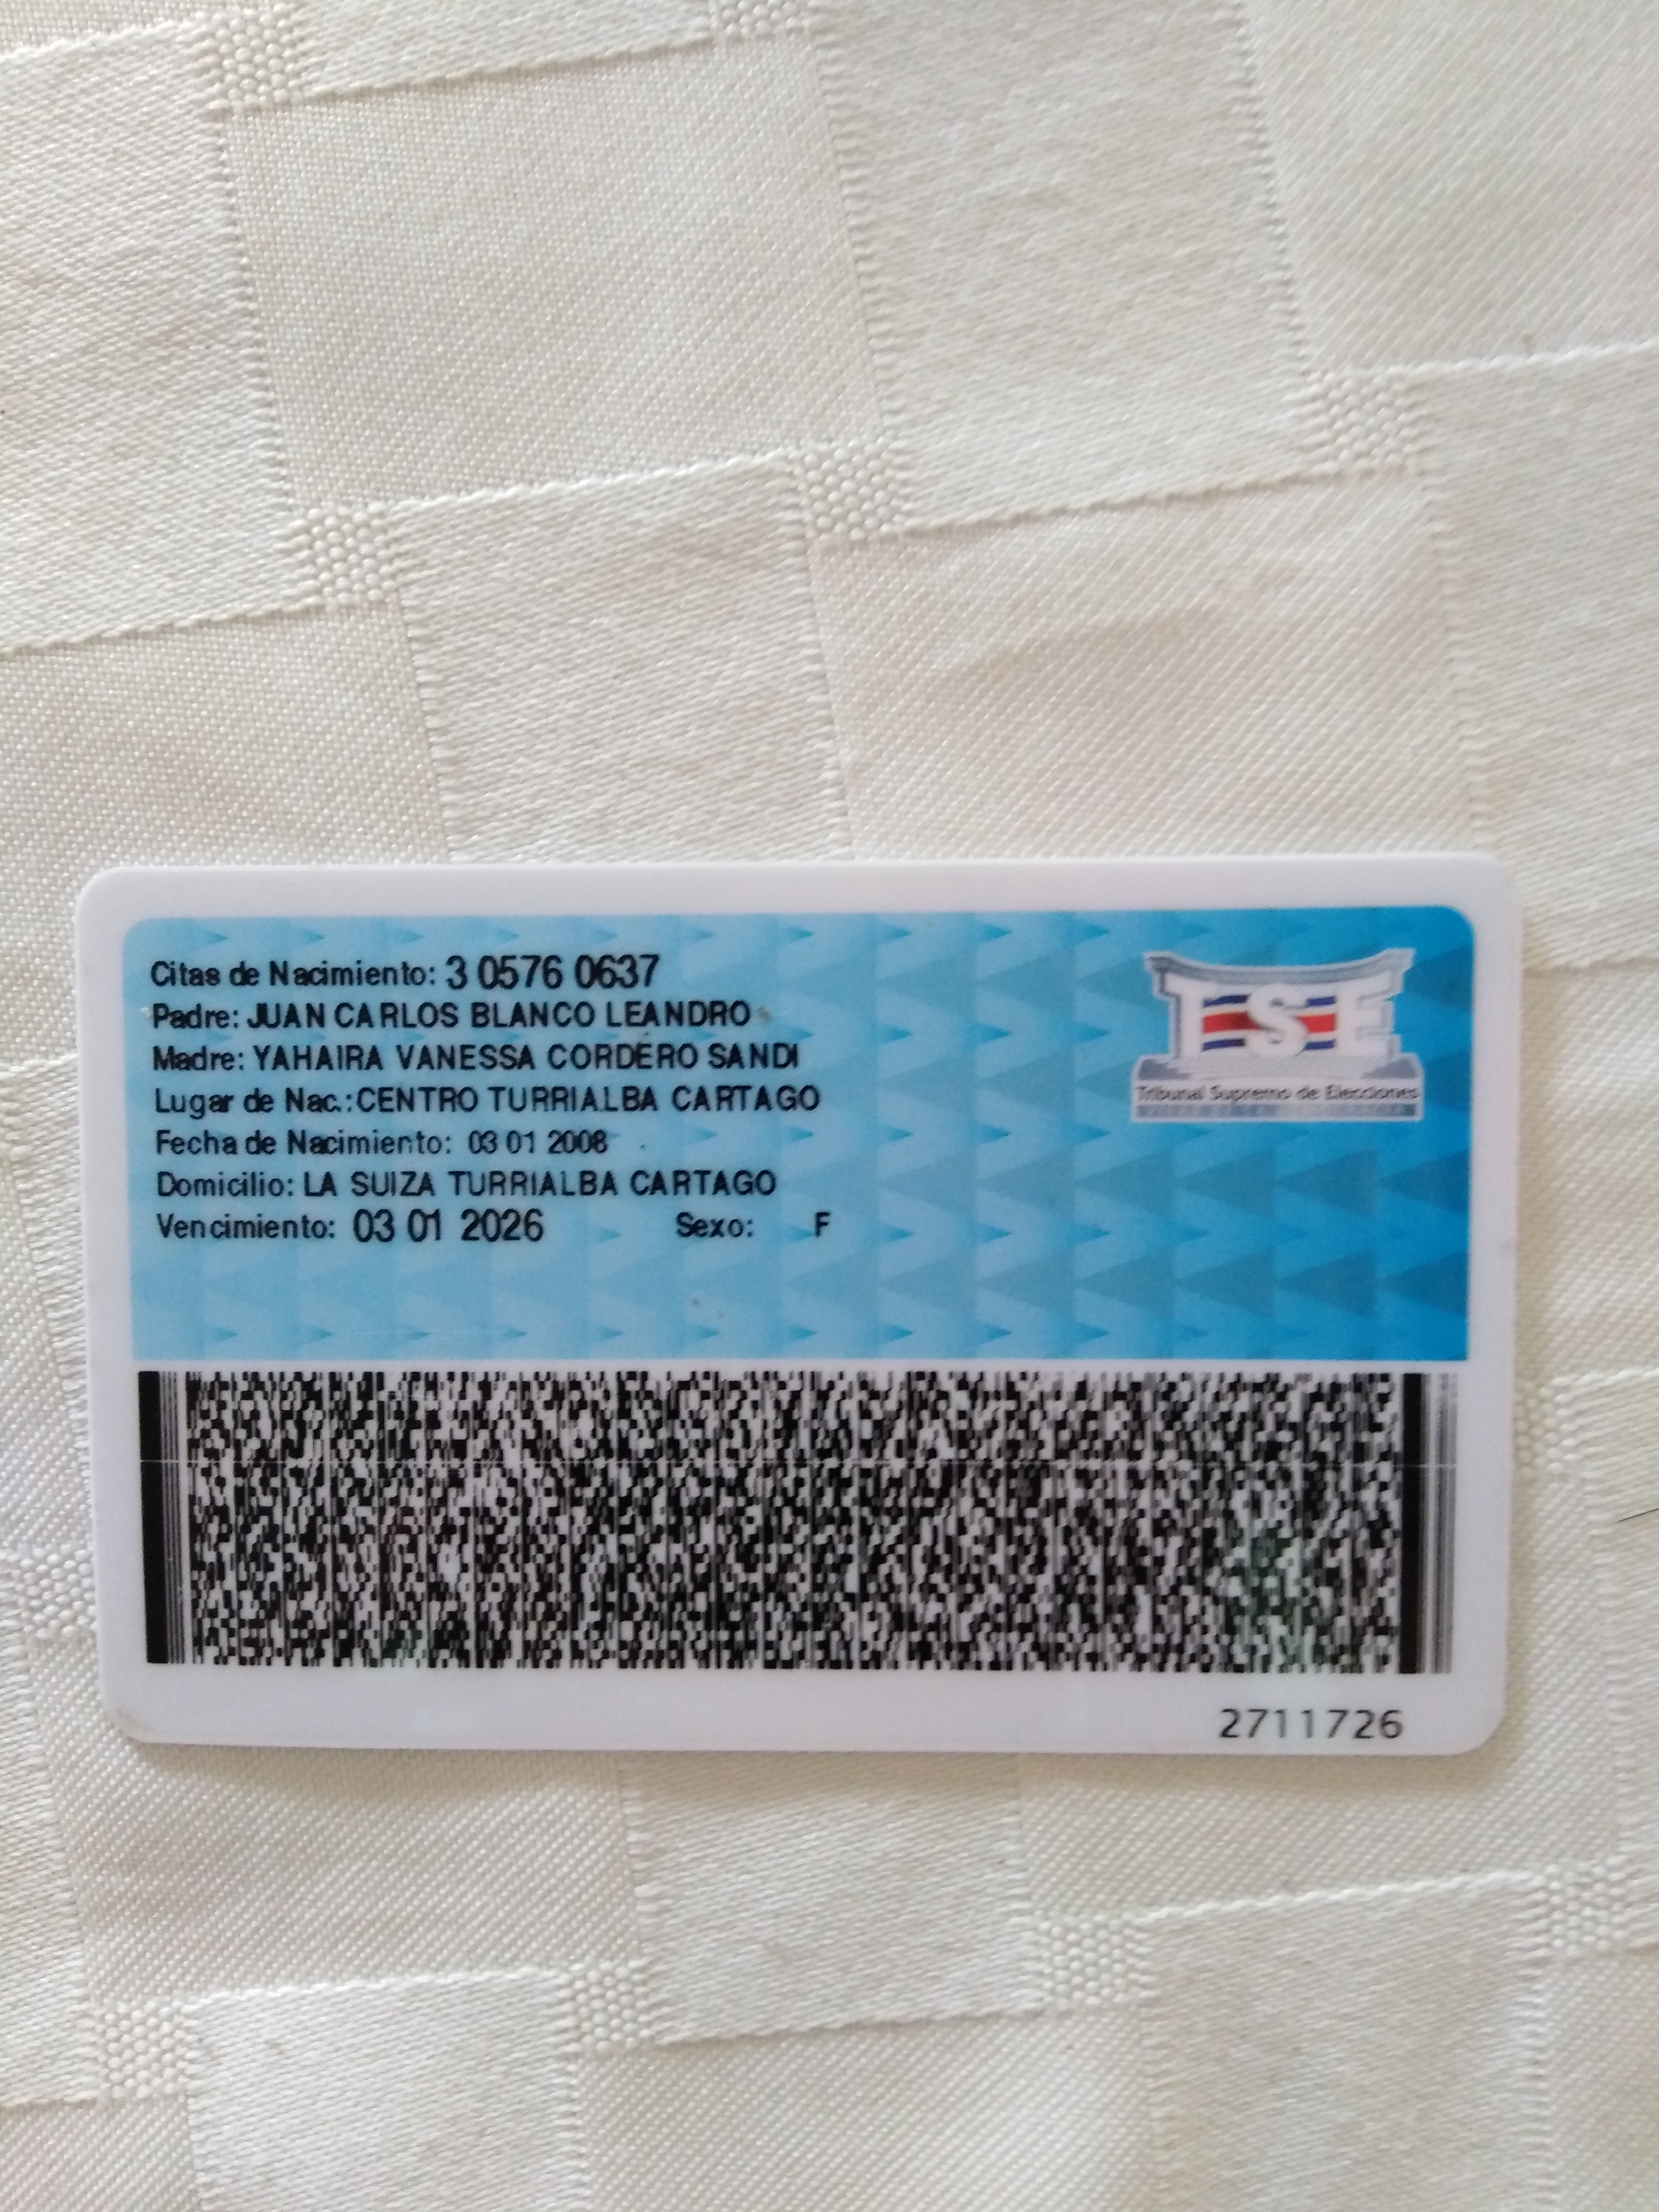 Citas de Nacimiento: 3 0576 0637
Padre: JUAN CARLOS BLANCO LEANDRO
Madre: YAHAIRA VANESSA CORDERO SANDI
Lugar de Nac.: CENTRO TURRIALBA CARTAGO
Fecha de Nacimiento: 03 01 2008
Domicilio: LA SUIZA TURRIALBA CARTAGO
Vencimiento: 03 01 2026 Sexo: F
TSE
Tribunal Supremo de Elecciones
2711726